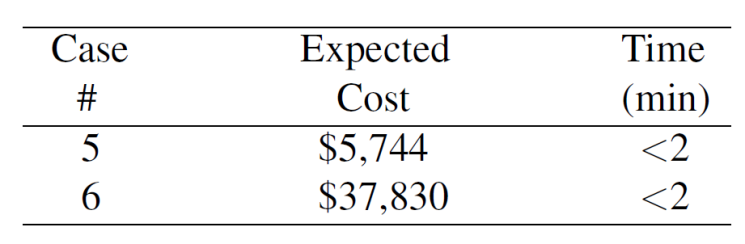 Case Expected Time
# Cost (min)
5 $5,744 <2
6 $37,830 <2